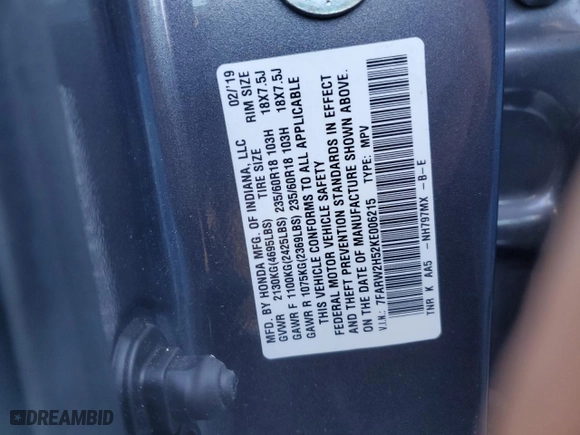 MFD. BY HONDA MFG. OF INDIANA, LLC 02/'19
GVWR 2130KG(4695LBS) TIRE SIZE RIM SIZE
GAWR F 1100KG(2425LBS) 235/60R18 103H 18X7.5J
GAWR R 1075KG(2369LBS) 235/60R18 103H 18X7.5J
THIS VEHICLE CONFORMS TO ALL APPLICABLE
FEDERAL MOTOR VEHICLE SAFETY
AND THEFT PREVENTION STANDARDS IN EFFECT
ON THE DATE OF MANUFACTURE SHOWN ABOVE.
V.I.N.: 7FARW2H52KE006215 TYPE: MPV
TNR K AA5 -NH797MX -B-E
DREAMBID